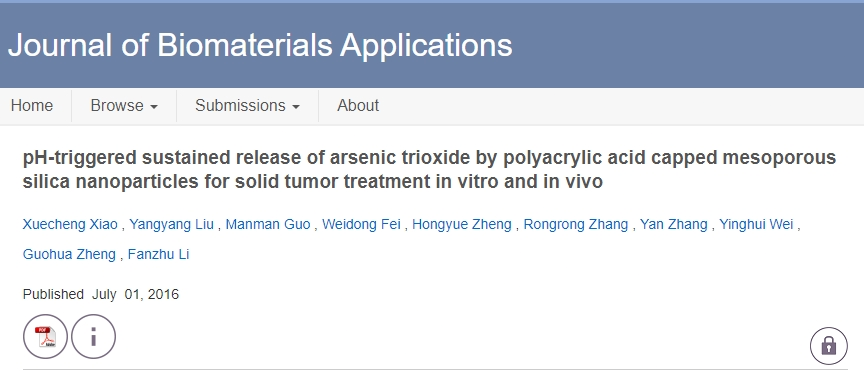 Journal of Biomaterials Applications
Home Browse Submissions About
pH-triggered sustained release of arsenic trioxide by polyacrylic acid capped mesoporous
silica nanoparticles for solid tumor treatment in vitro and in vivo
Xuecheng Xiao , Yangyang Liu , Manman Guo , Weidong Fei , Hongyue Zheng , Rongrong Zhang , Yan Zhang , Yinghui Wei ,
Guohua Zheng , Fanzhu Li
Published July 01, 2016
PDF
Adobe
i